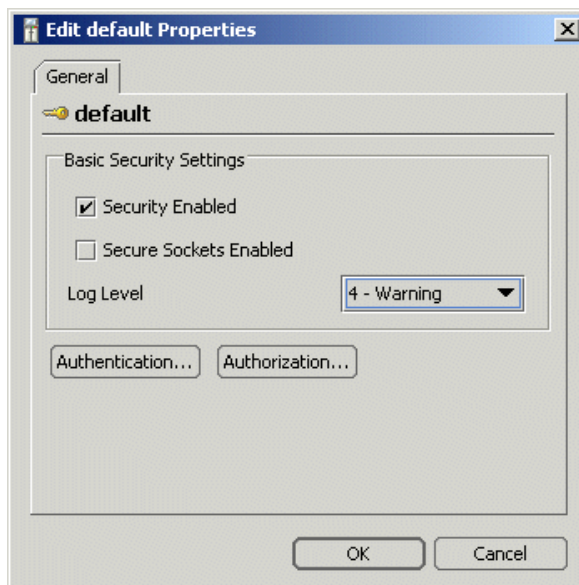 Edit default Properties
General
default
Basic Security Settings
Security Enabled
Secure Sockets Enabled
Log Level 4 - Warning
Authentication... Authorization...
OK Cancel